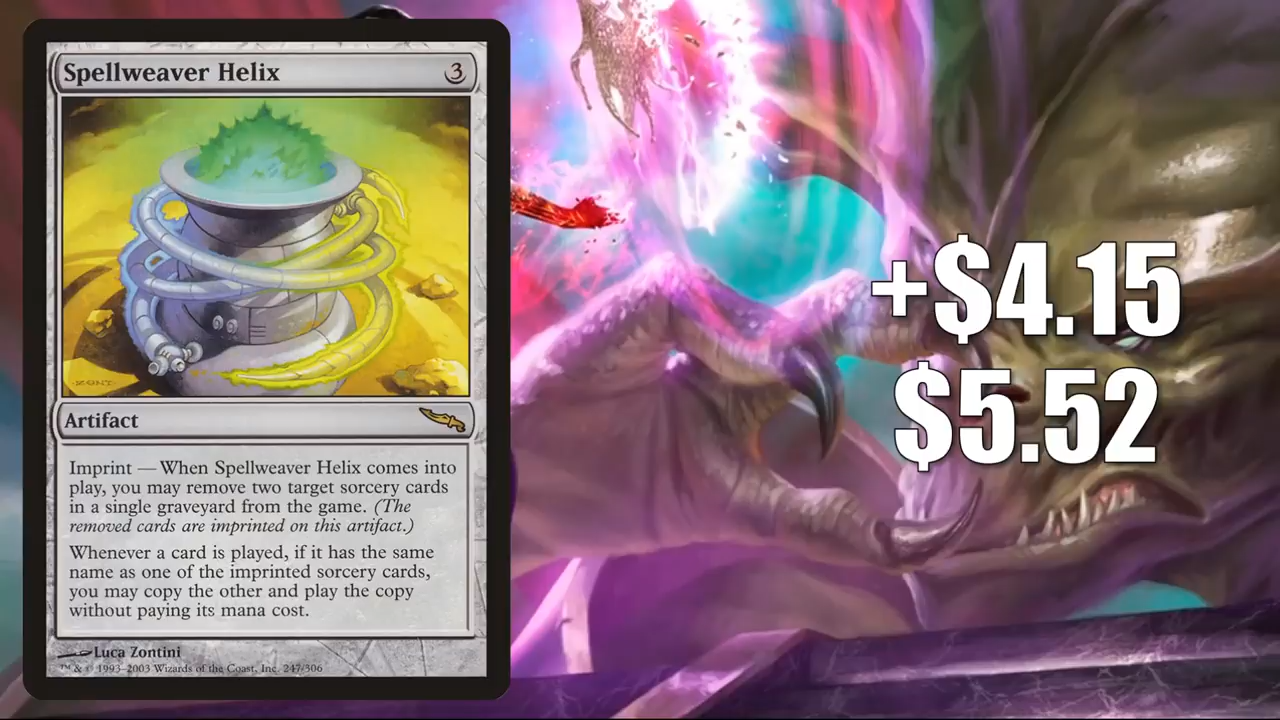 Spellweaver Helix 3
Artifact
Imprint — When Spellweaver Helix comes into
play, you may remove two target sorcery cards
in a single graveyard from the game. (The
removed cards are imprinted on this artifact.)
Whenever a card is played, if it has the same
name as one of the imprinted sorcery cards,
you may copy the other and play the copy
without paying its mana cost.
Luca Zontini
™ & © 1993–2003 Wizards of the Coast, Inc. 247/306
+$4.15
$5.52